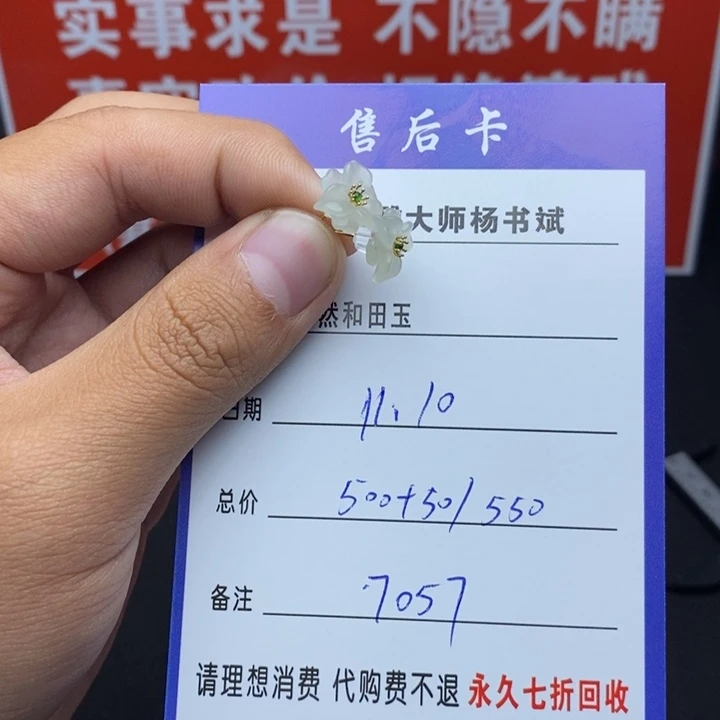 实事求是 不隐不瞒
售后卡
大师杨书斌
然和田玉
日期 11.10
总价 500+50/550
备注 7057
请理想消费 代购费不退 永久七折回收